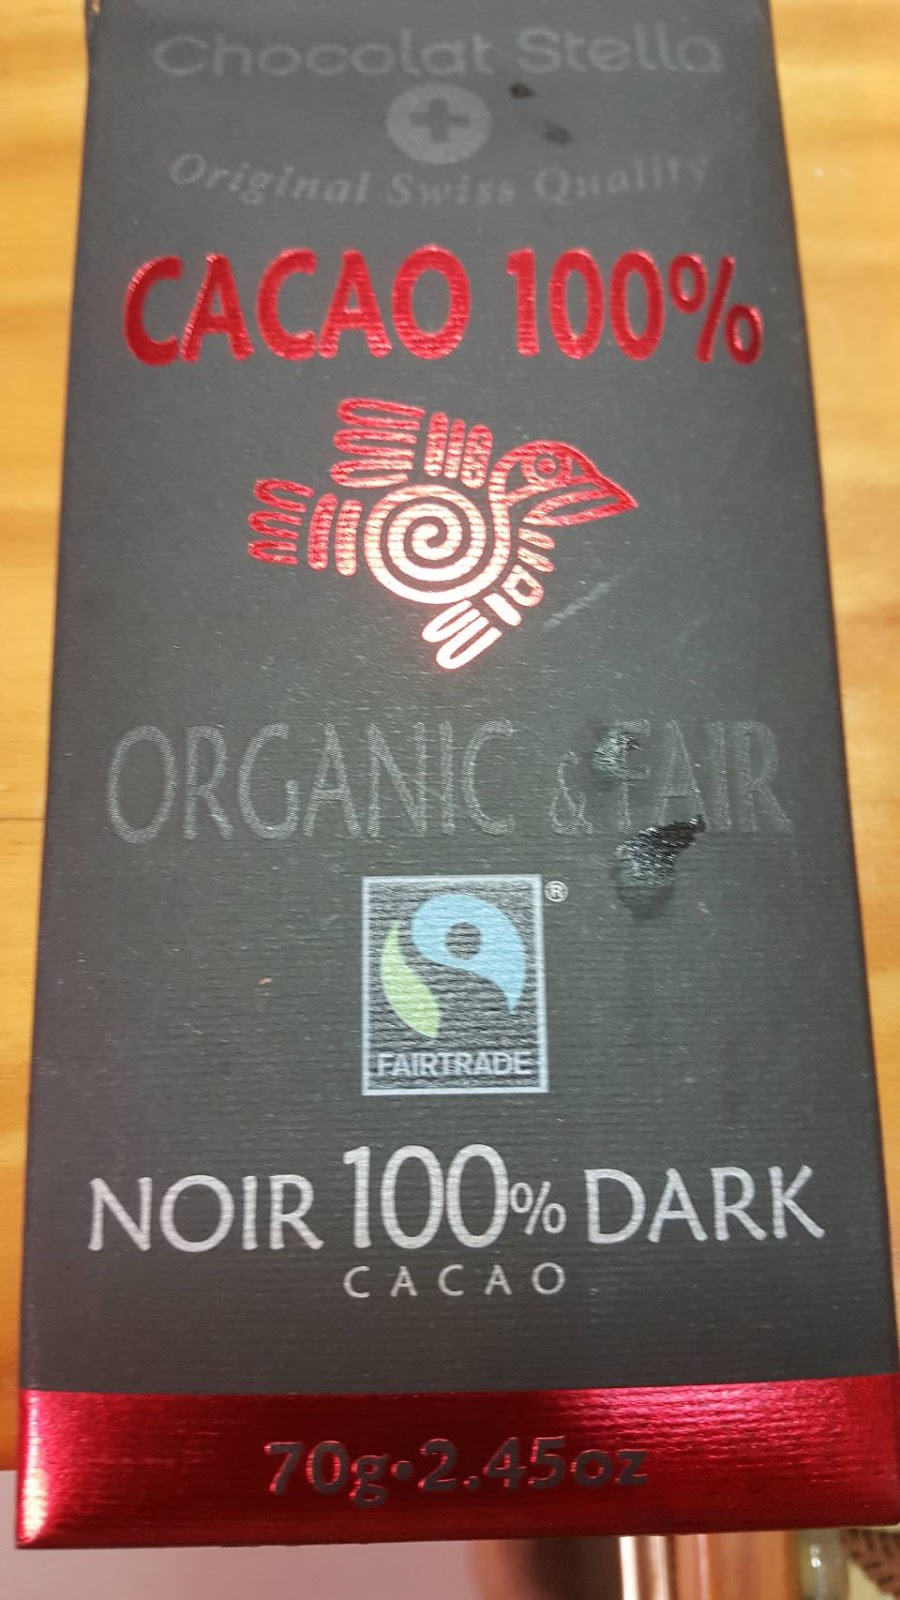 Chocolat Stella
Original Swiss Quality
CACAO 100%
ORGANIC & FAIR
®
FAIRTRADE
NOIR 100% DARK
CACAO
70g·2.45oz